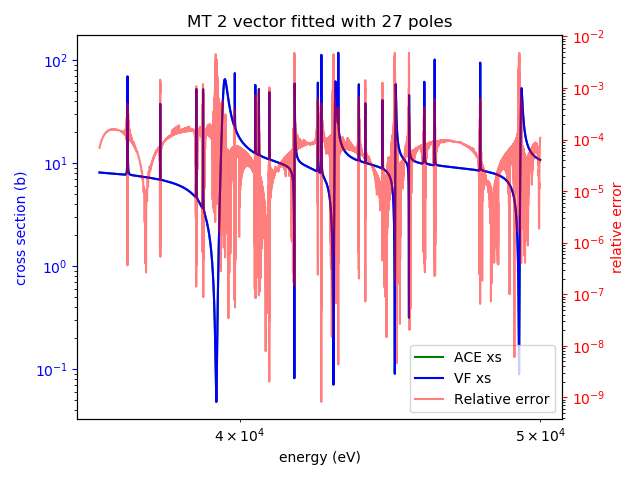 MT 2 vector fitted with 27 poles
10²
10¹
10⁰
10⁻¹
cross section (b)
10⁻²
10⁻³
10⁻⁴
10⁻⁵
10⁻⁶
10⁻⁷
10⁻⁸
10⁻⁹
relative error
ACE xs
VF xs
Relative error
4 × 10⁴
5 × 10⁴
energy (eV)